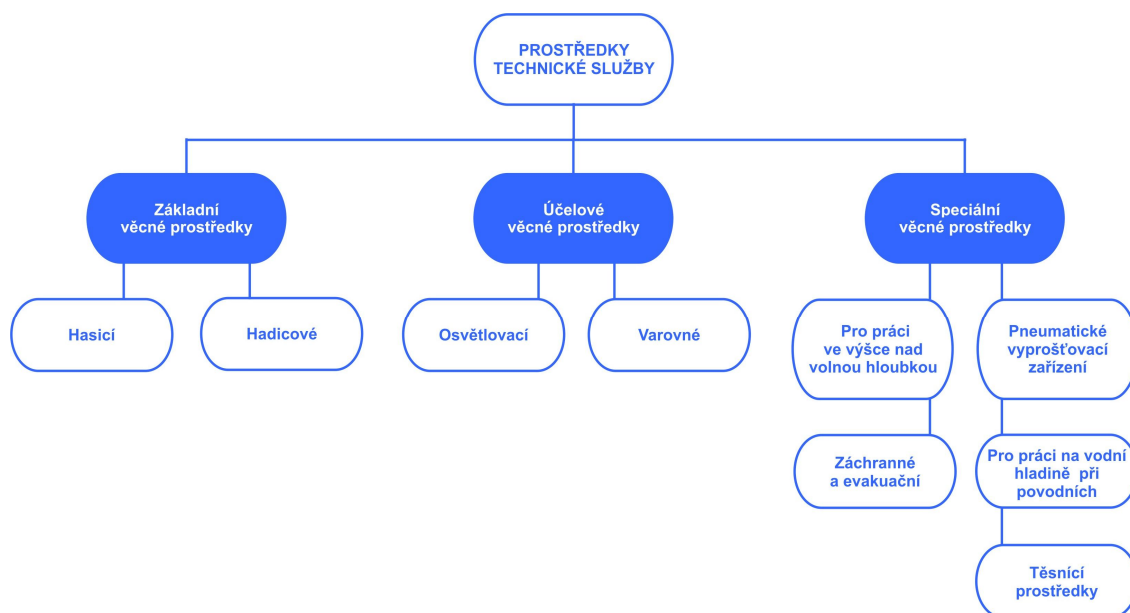 PROSTŘEDKY
TECHNICKÉ SLUŽBY
Základní
věcné prostředky
Účelové
věcné prostředky
Speciální
věcné prostředky
Hasicí
Hadicové
Osvětlovací
Varovné
Pro práci
ve výšce nad
volnou hloubkou
Pneumatické
vyprošťovací
zařízení
Záchranné
a evakuační
Pro práci na vodní
hladině při
povodních
Těsnící
prostředky